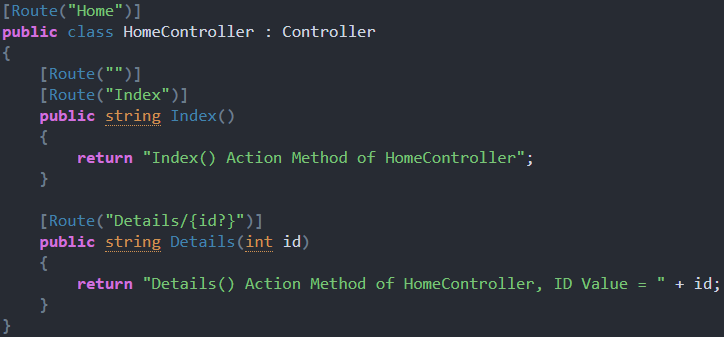 [Route("Home")]
public class HomeController : Controller
{
    [Route("")]
    [Route("Index")]
    public string Index()
    {
        return "Index() Action Method of HomeController";
    }

    [Route("Details/{id?}")]
    public string Details(int id)
    {
        return "Details() Action Method of HomeController, ID Value = " + id;
    }
}